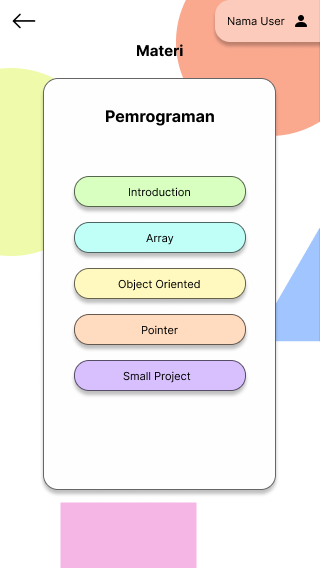 Nama User
Materi
Pemrograman
Introduction
Array
Object Oriented
Pointer
Small Project